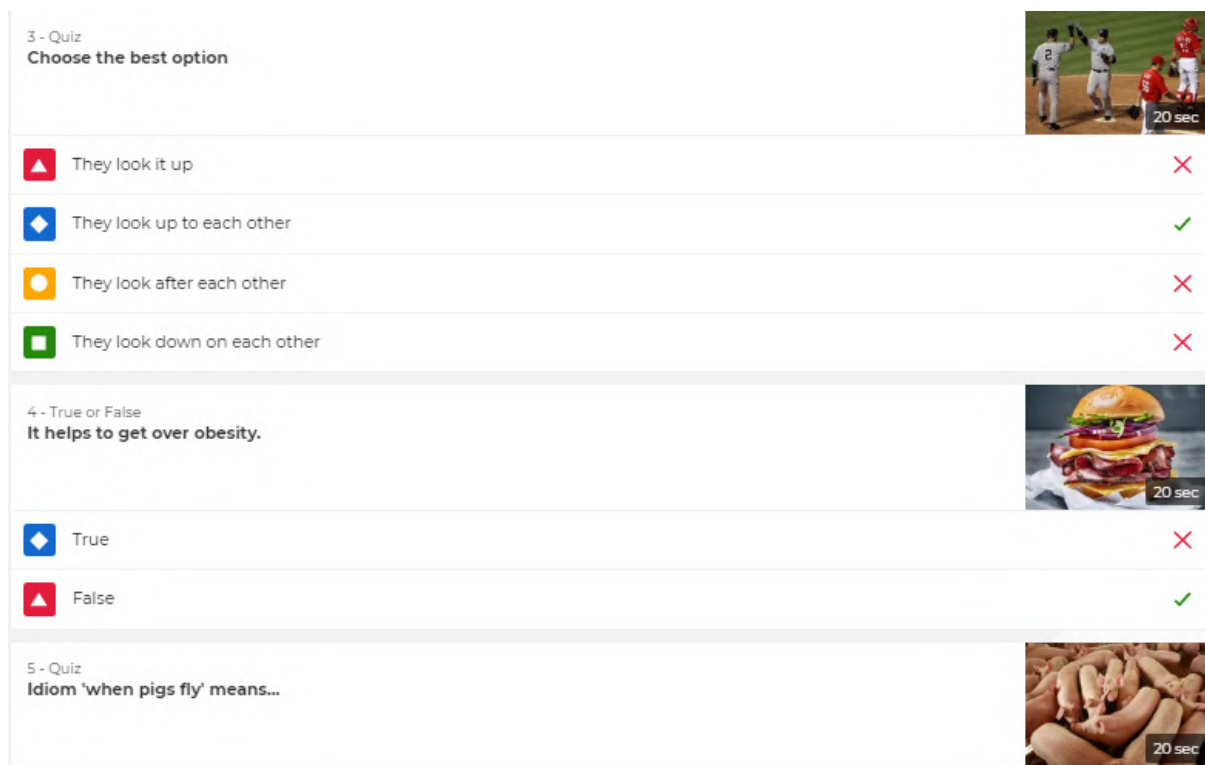 3 - Quiz
Choose the best option
20 sec
They look it up
They look up to each other
They look after each other
They look down on each other
4 - True or False
It helps to get over obesity.
20 sec
True
False
5 - Quiz
Idiom 'when pigs fly' means...
20 sec